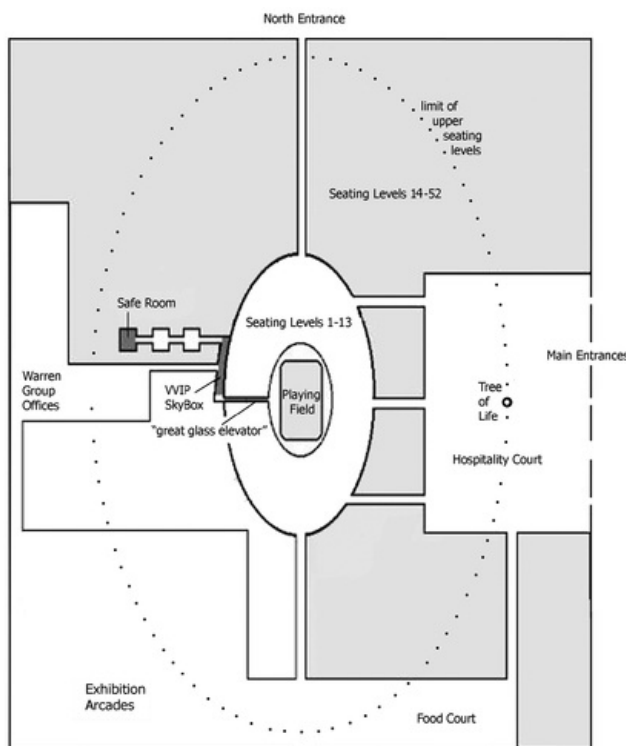 North Entrance
limit of
upper
seating
levels
Seating Levels 14-52
Safe Room
Seating Levels 1-13
Main Entrances
Warren
Group
Offices
VVIP
SkyBox
Playing
Field
Tree
of
Life
"great glass elevator"
Hospitality Court
Exhibition
Arcades
Food Court